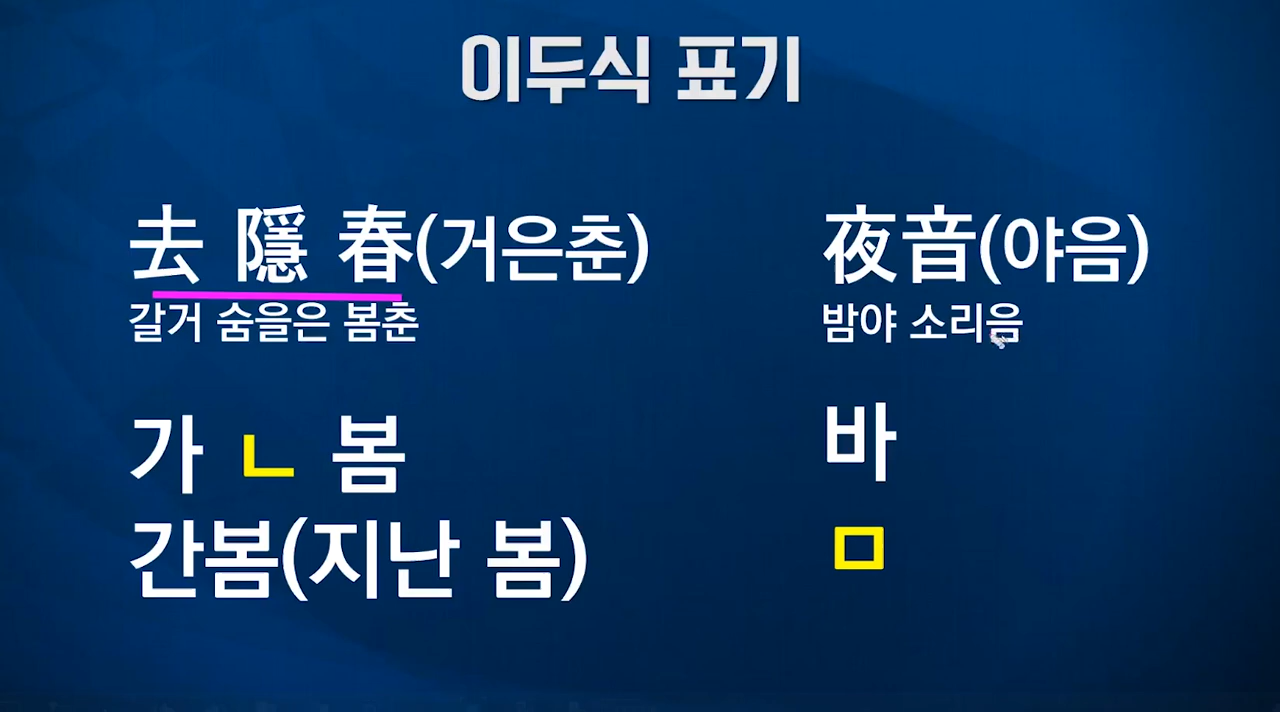 이두식 표기
去 隱 春(거은춘)
갈거 숨을은 봄춘
가 ㄴ 봄
간봄(지난 봄)
夜音(야음)
밤야 소리음
바
ㅁ